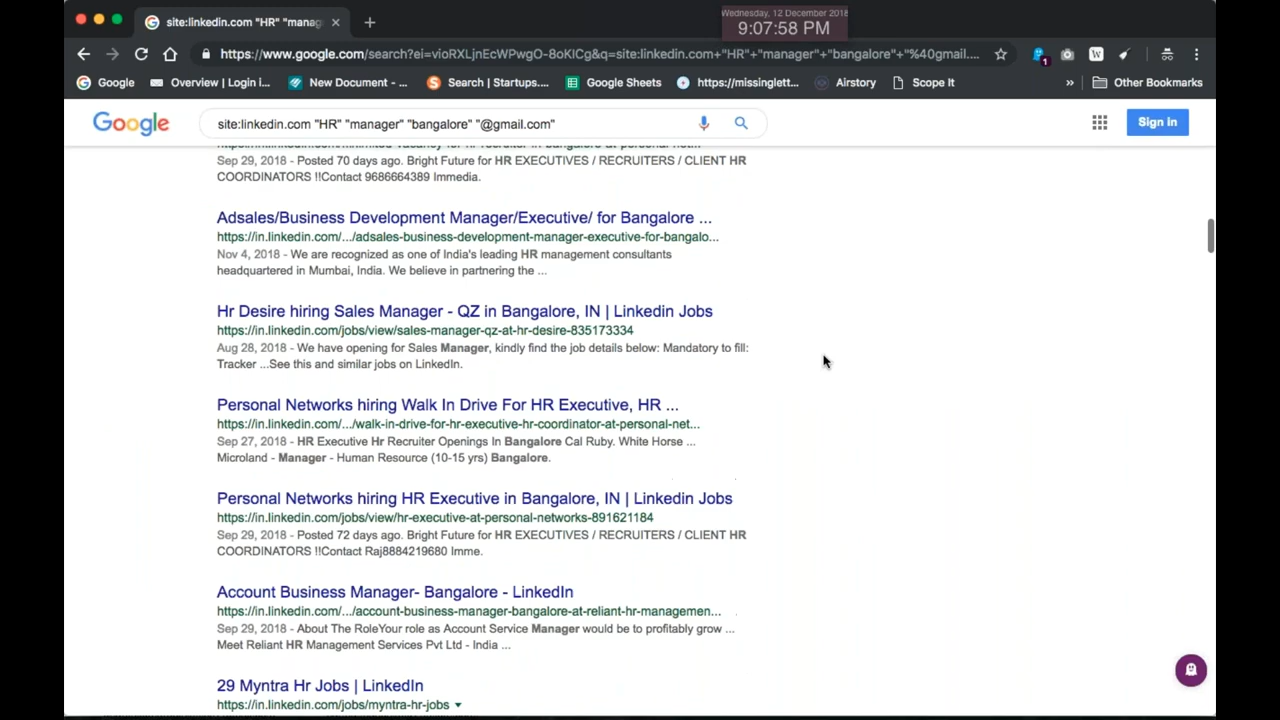 Wednesday, 12 December 2018
9:07:58 PM
site:linkedin.com "HR" "manag
https://www.google.com/search?ei=vioRXLjnEcWPwgO-8oKICg&q=site:linkedin.com+"HR"+"manager"+"bangalore"+"%40gmail....
1
W
Google
Overview | Login i...
New Document - ...
S
Search | Startups....
Google Sheets
https://missinglett...
Airstory
Scope It
»
Other Bookmarks
Google
site:linkedin.com "HR" "manager" "bangalore" "@gmail.com"
Sign in
Sep 29, 2018 - Posted 70 days ago. Bright Future for HR EXECUTIVES / RECRUITERS / CLIENT HR
COORDINATORS !!Contact 9686664389 Immedia.
Adsales/Business Development Manager/Executive/ for Bangalore ...
https://in.linkedin.com/.../adsales-business-development-manager-executive-for-bangalo...
Nov 4, 2018 - We are recognized as one of India's leading HR management consultants
headquartered in Mumbai, India. We believe in partnering the ...
Hr Desire hiring Sales Manager - QZ in Bangalore, IN | Linkedin Jobs
https://in.linkedin.com/jobs/view/sales-manager-qz-at-hr-desire-835173334
Aug 28, 2018 - We have opening for Sales Manager, kindly find the job details below: Mandatory to fill:
Tracker ...See this and similar jobs on LinkedIn.
Personal Networks hiring Walk In Drive For HR Executive, HR ...
https://in.linkedin.com/.../walk-in-drive-for-hr-executive-hr-coordinator-at-personal-net...
Sep 27, 2018 - HR Executive Hr Recruiter Openings In Bangalore Cal Ruby. White Horse ...
Microland - Manager - Human Resource (10-15 yrs) Bangalore.
Personal Networks hiring HR Executive in Bangalore, IN | Linkedin Jobs
https://in.linkedin.com/jobs/view/hr-executive-at-personal-networks-891621184
Sep 29, 2018 - Posted 72 days ago. Bright Future for HR EXECUTIVES / RECRUITERS / CLIENT HR
COORDINATORS !!Contact Raj8884219680 Imme.
Account Business Manager- Bangalore - LinkedIn
https://in.linkedin.com/.../account-business-manager-bangalore-at-reliant-hr-managemen...
Sep 29, 2018 - About The RoleYour role as Account Service Manager would be to profitably grow ...
Meet Reliant HR Management Services Pvt Ltd - India ...
29 Myntra Hr Jobs | LinkedIn
https://in.linkedin.com/jobs/myntra-hr-jobs